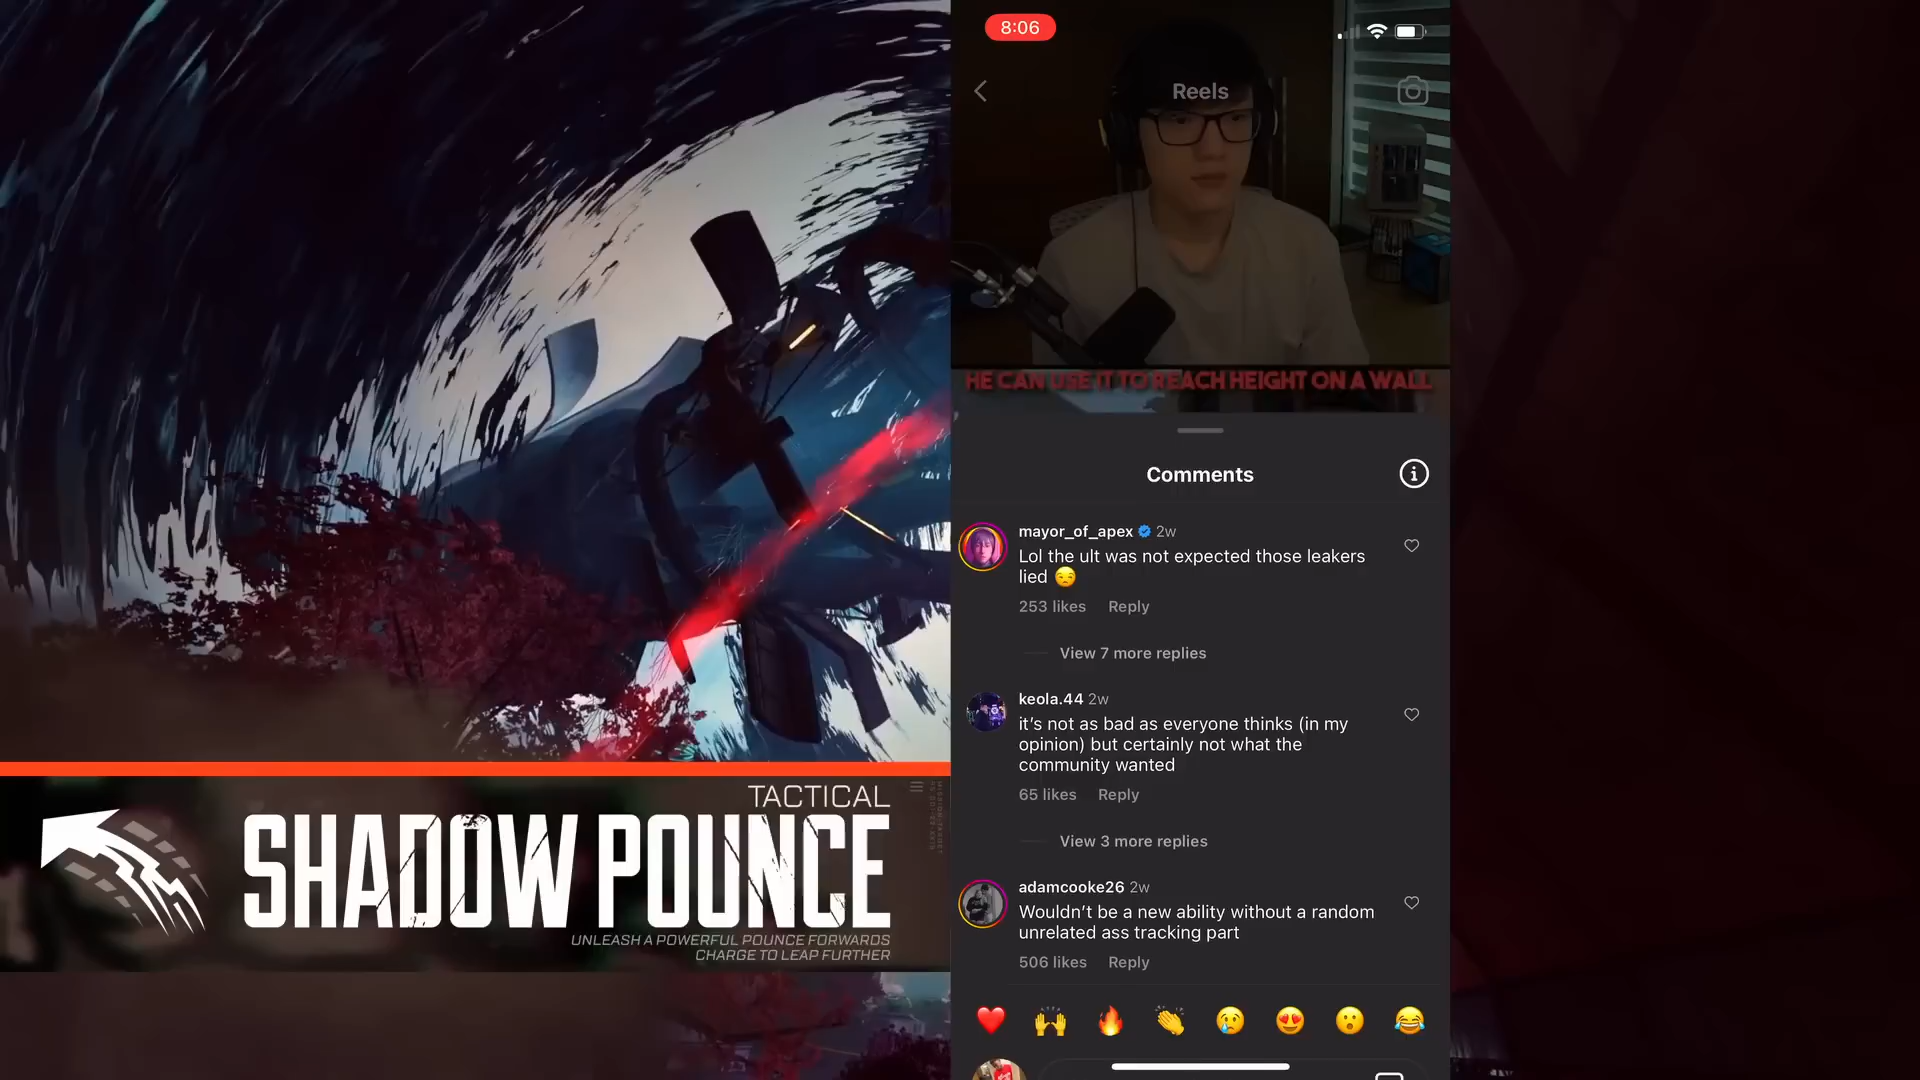 TACTICAL
SHADOW POUNCE
UNLEASH A POWERFUL POUNCE FORWARDS
CHARGE TO LEAP FURTHER
8:06
Reels
HE CAN USE IT TO REACH HEIGHT ON A WALL
Comments
mayor_of_apex 2w
Lol the ult was not expected those leakers
lied 😒
253 likes Reply
View 7 more replies
keola.44 2w
it's not as bad as everyone thinks (in my
opinion) but certainly not what the
community wanted
65 likes Reply
View 3 more replies
adamcooke26 2w
Wouldn't be a new ability without a random
unrelated ass tracking part
506 likes Reply